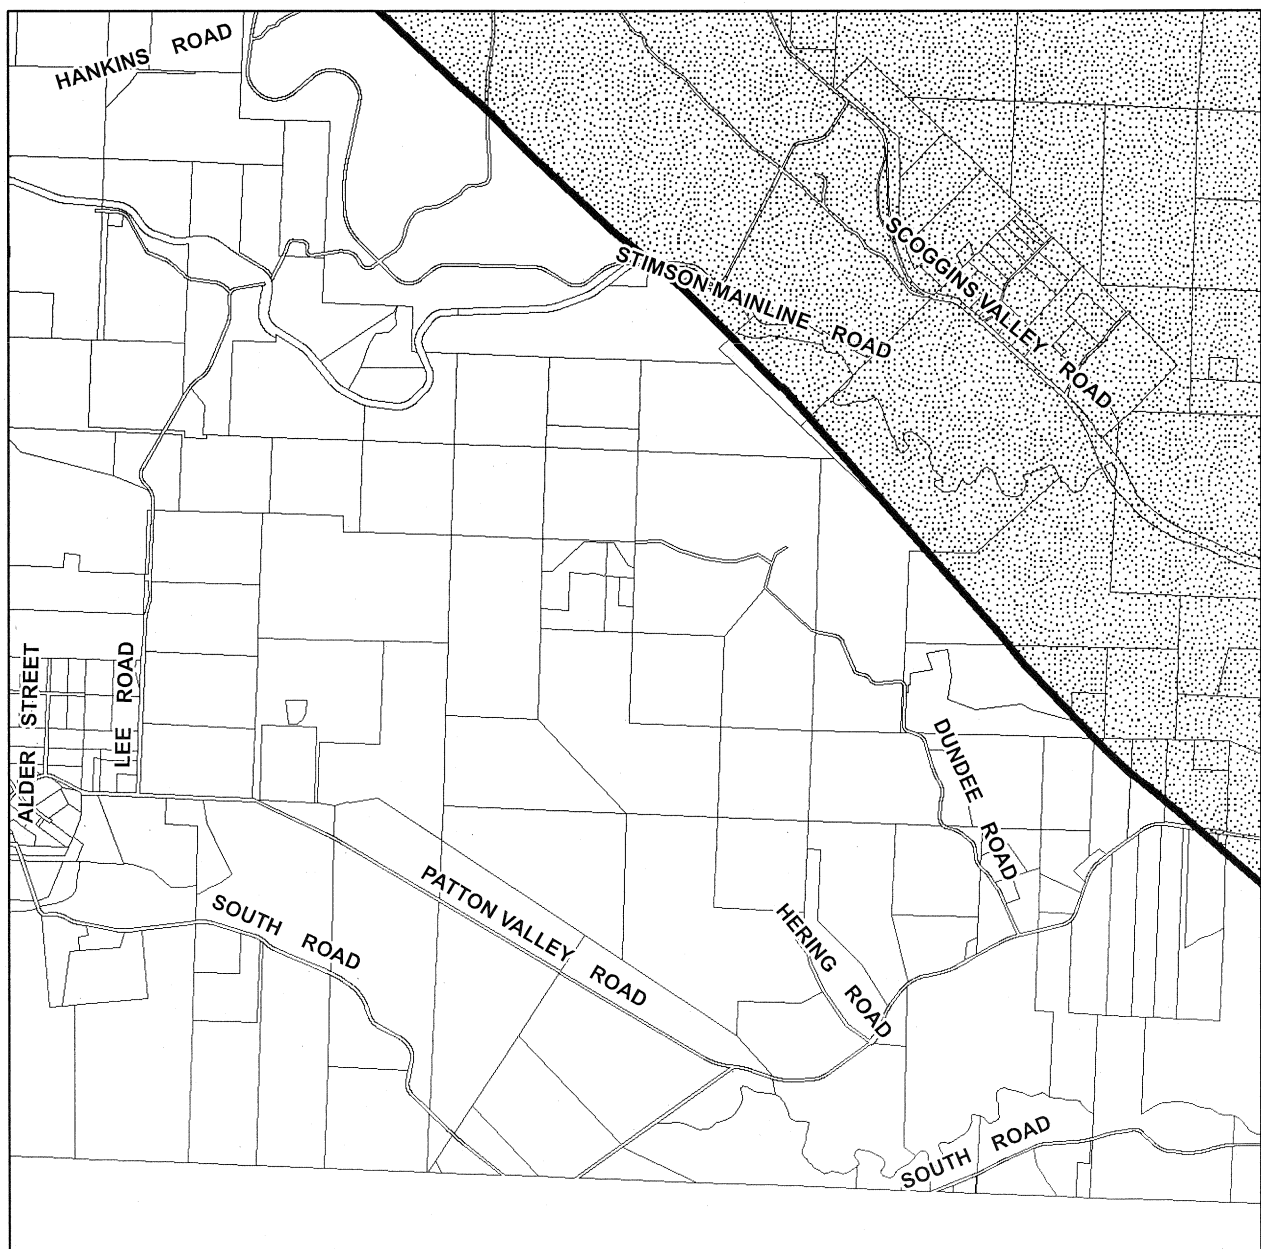 HANKINS ROAD
STIMSON MAINLINE ROAD
SCOGGINS VALLEY ROAD
ALDER STREET
LEE ROAD
DUNDEE ROAD
PATTON VALLEY ROAD
SOUTH ROAD
HERING ROAD
SOUTH ROAD